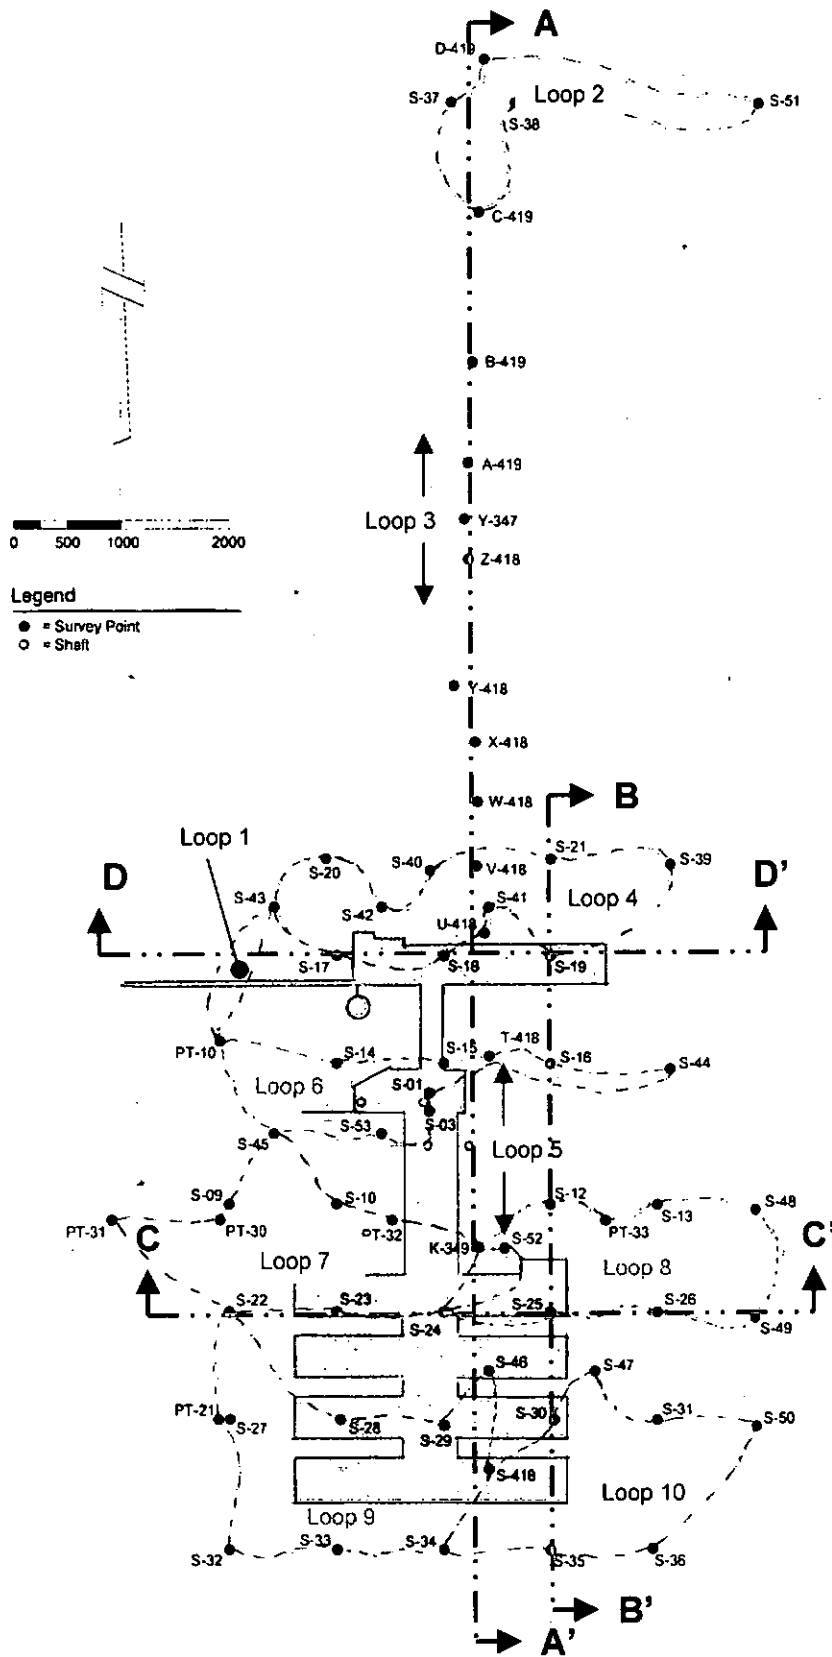 A
D-419
S-37
Loop 2
S-51
S-38
C-419
B-419
A-419
Loop 3
Y-347
0 500 1000 2000
Z-418
Legend
= Survey Point
= Shaft
Y-418
X-418
B
W-418
Loop 1
S-21
S-20
S-40
V-418
S-39
D
D'
S-43
S-42
S-41
Loop 4
U-418
S-17
S-18
S-19
PT-10
T-418
S-14
S-15
S-16
S-44
Loop 6
S-01
S-03
S-45
S-53
Loop 5
S-09
S-10
S-12
S-13
S-48
PT-31
PT-30
PT-32
PT-33
C
K-349
S-52
C'
Loop 7
Loop 8
S-22
S-23
S-24
S-25
S-26
S-49
S-46
S-47
PT-21
S-27
S-28
S-29
S-30
S-31
S-50
S-418
Loop 10
Loop 9
S-32
S-33
S-34
S-35
S-36
B'
A'